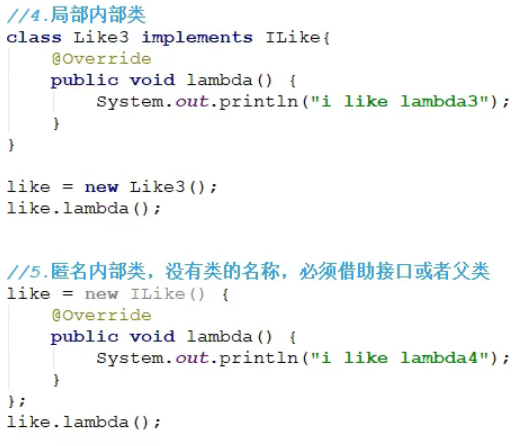 //4.局部内部类
class Like3 implements ILike{
    @Override
    public void lambda() {
        System.out.println("i like lambda3");
    }
}
like = new Like3();
like.lambda();
//5.匿名内部类，没有类的名称，必须借助接口或者父类
like = new ILike() {
    @Override
    public void lambda() {
        System.out.println("i like lambda4");
    }
};
like.lambda();